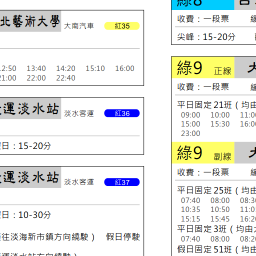 北藝術大學 大南汽車 紅35
12:50 13:40 14:20 15:10 16:00
21:00 22:00 22:40
運淡水站 淡水客運 紅36
日：15-20分
運淡水站 淡水客運 紅37
日：10-30分
往淡海新市鎮方向繞駛） 假日停駛
綠8
收費：一段票
尖峰：15-20分
綠9 正線
收費：一段票
平日固定21班（均由
09:00 10:00 11:00
15:00 15:30 16:00
23:00
綠9 副線
收費：一段票
平日固定25班（均由
07:40 08:00 08:30
10:35 10:50 11:0
15:15 15:45 16:2
平日固定3班（均由
07:40 08:00 08:20
假日固定51班（均由